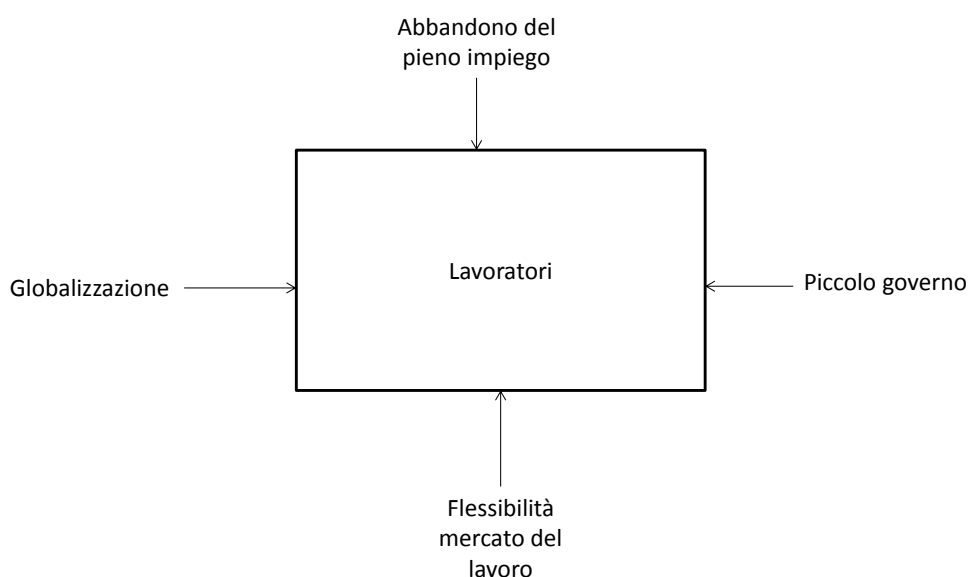 Abbandono del
pieno impiego
Lavoratori
Globalizzazione
Piccolo governo
Flessibilità
mercato del
lavoro